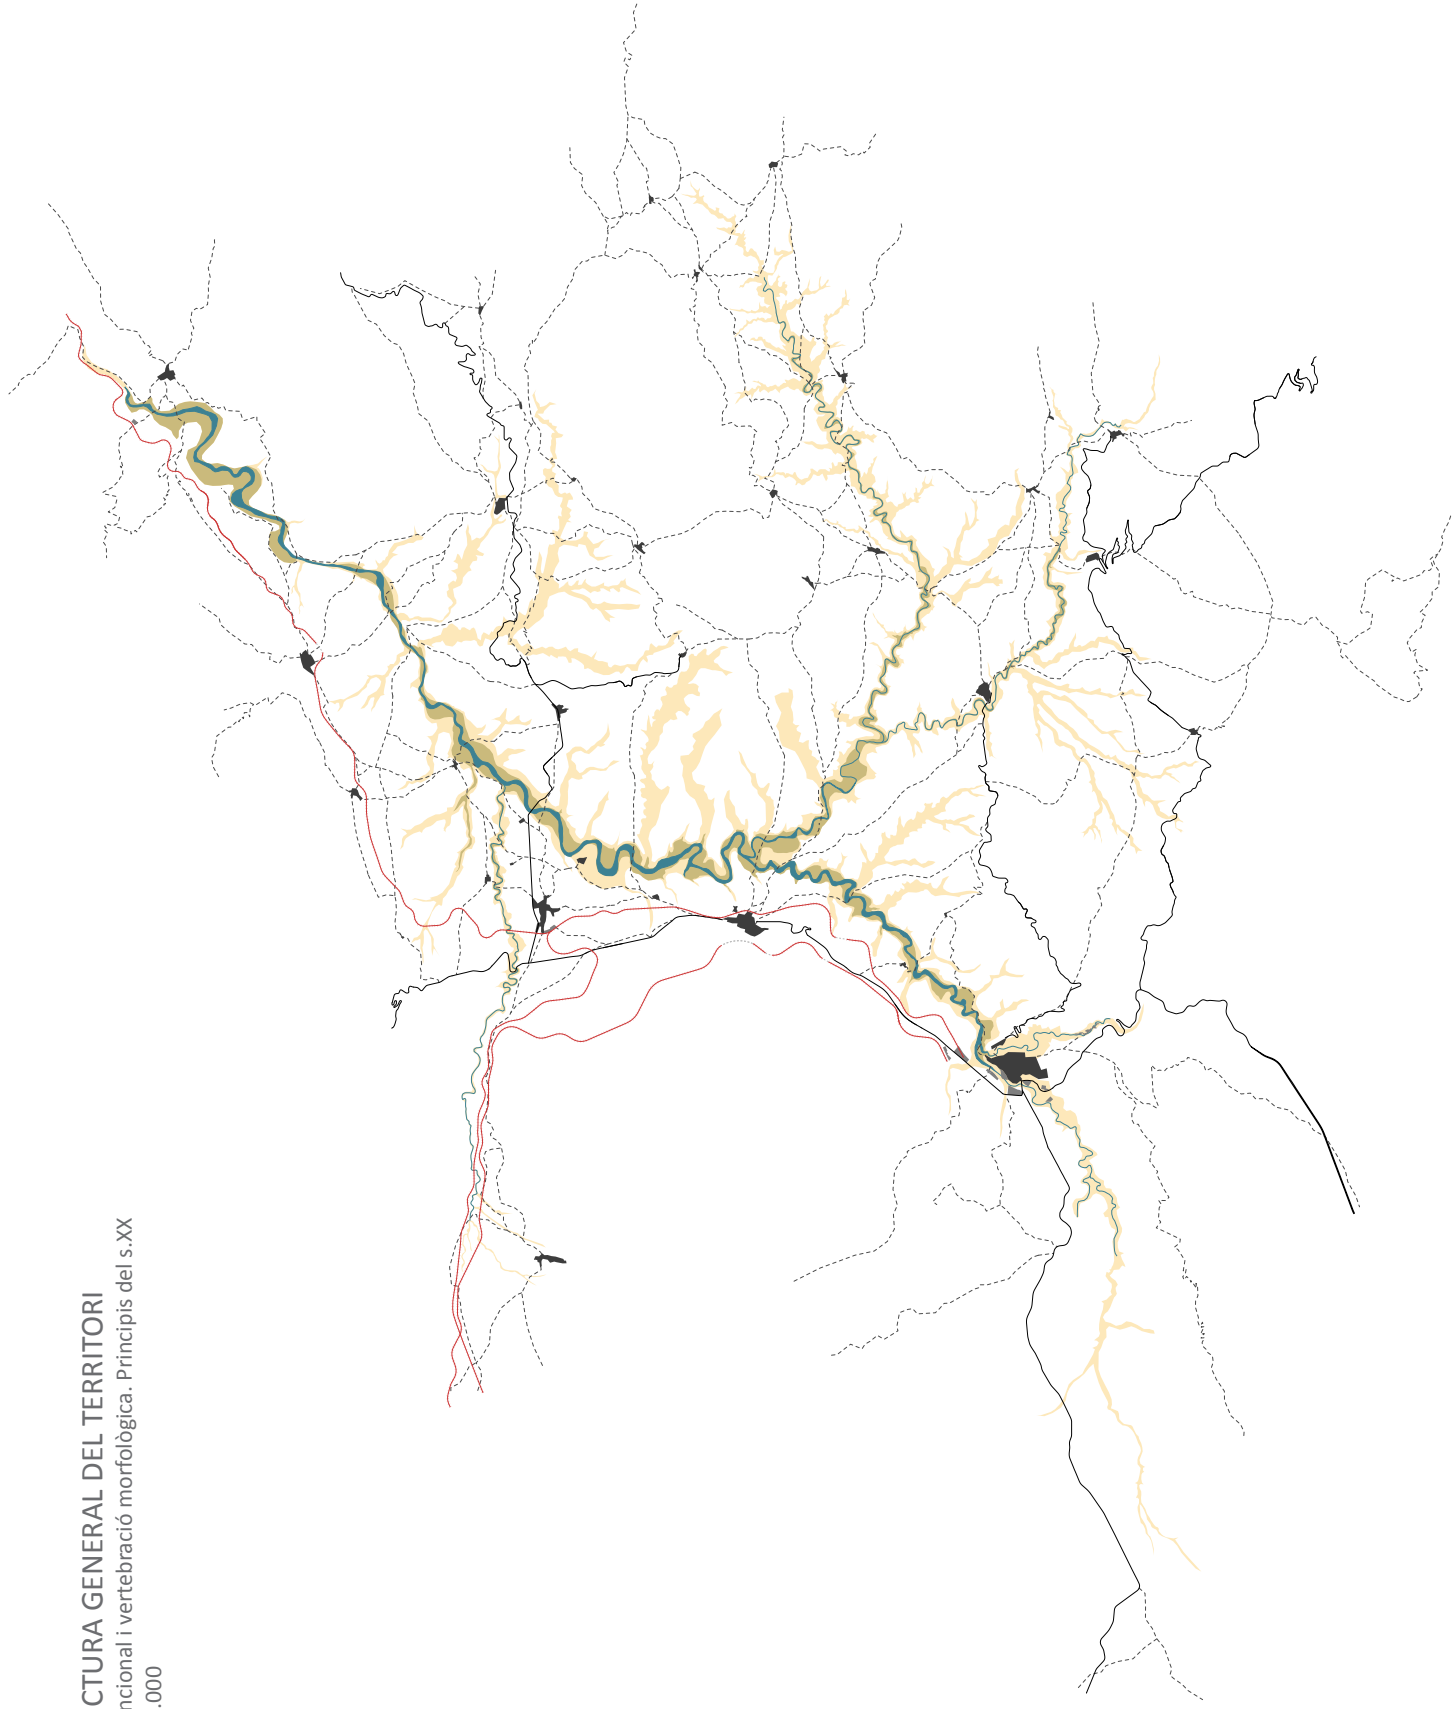 CTURA GENERAL DEL TERRITORI
ncional i vertebració morfològica. Principis del s.XX
.000